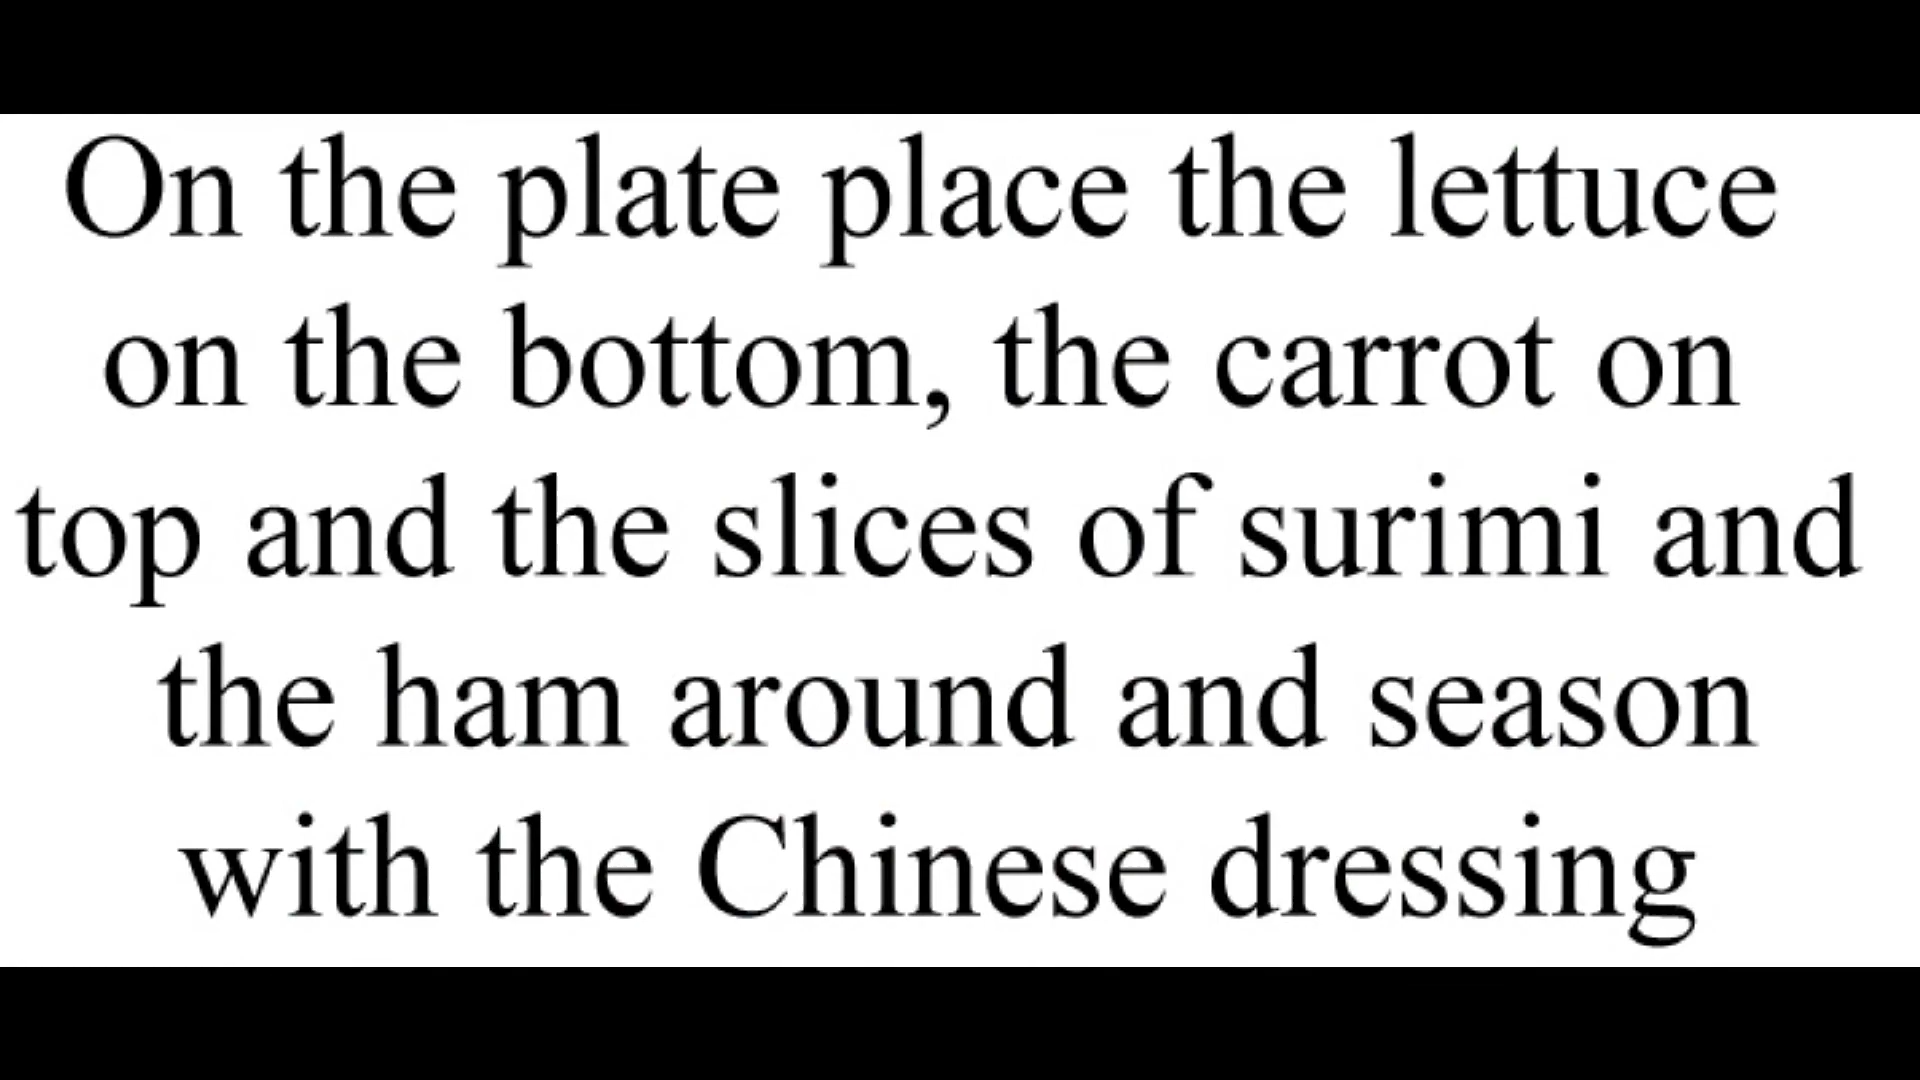 On the plate place the lettuce
on the bottom, the carrot on
top and the slices of surimi and
the ham around and season
with the Chinese dressing